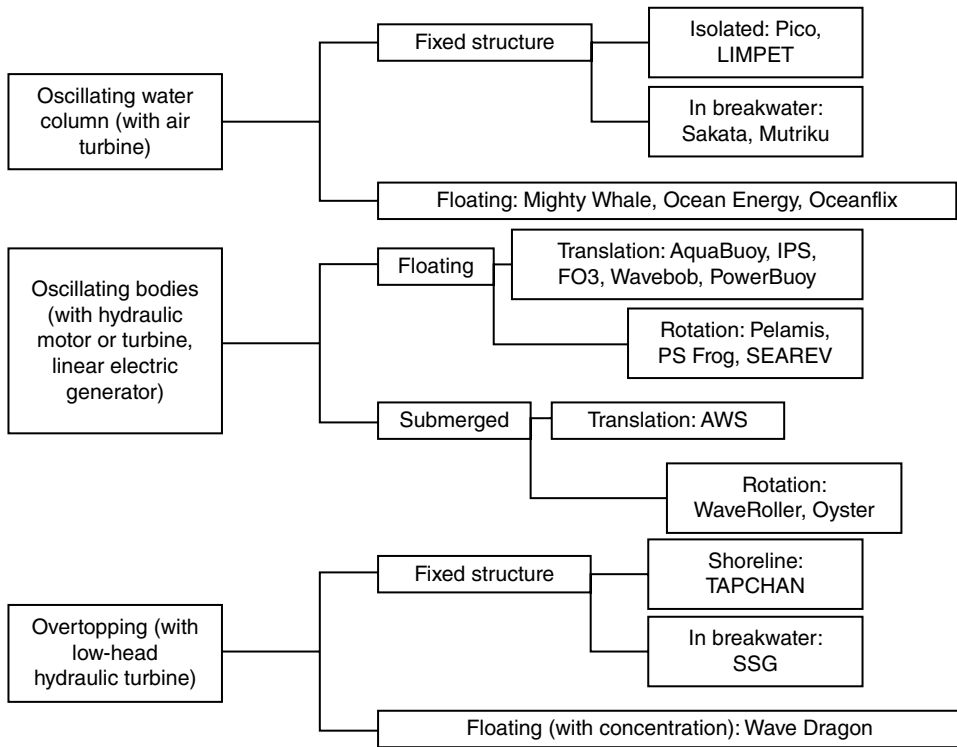 Oscillating water
column (with air
turbine)
Fixed structure
Isolated: Pico,
LIMPET
In breakwater:
Sakata, Mutriku
Floating: Mighty Whale, Ocean Energy, Oceanflix
Oscillating bodies
(with hydraulic
motor or turbine,
linear electric
generator)
Floating
Translation: AquaBuoy, IPS,
FO3, Wavebob, PowerBuoy
Rotation: Pelamis,
PS Frog, SEAREV
Submerged
Translation: AWS
Rotation:
WaveRoller, Oyster
Overtopping (with
low-head
hydraulic turbine)
Fixed structure
Shoreline:
TAPCHAN
In breakwater:
SSG
Floating (with concentration): Wave Dragon